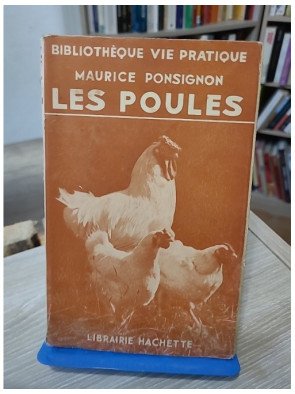 BIBLIOTHÈQUE VIE PRATIQUE
MAURICE PONSIGNON
LES POULES
LIBRAIRIE HACHETTE